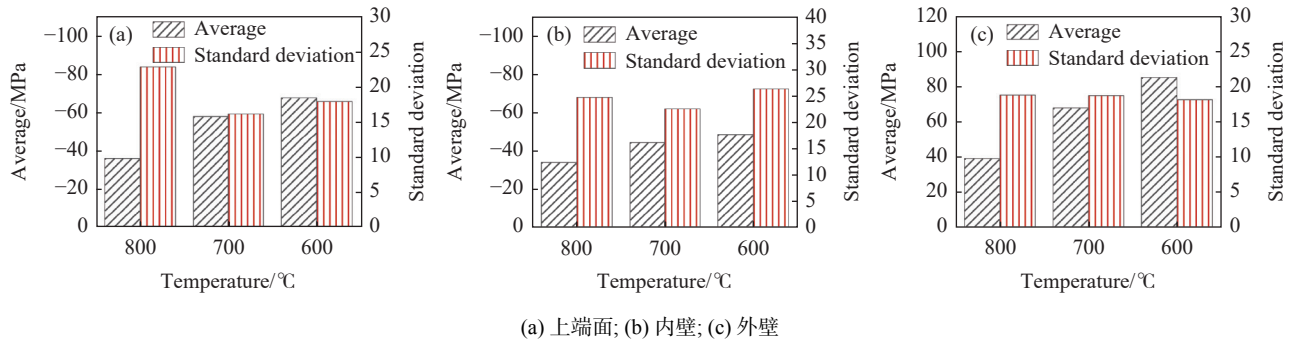 (a)
Average
Standard deviation
−100
−80
−60
−40
−20
0
30
25
20
15
10
5
0
800
700
600
Average/MPa
Standard deviation
Temperature/℃
(b)
Average
Standard deviation
−100
−80
−60
−40
−20
0
40
35
30
25
20
15
10
5
0
800
700
600
Average/MPa
Standard deviation
Temperature/℃
(c)
Average
Standard deviation
120
100
80
60
40
20
0
30
25
20
15
10
5
0
800
700
600
Average/MPa
Standard deviation
Temperature/℃
(a) 上端面; (b) 内壁; (c) 外壁